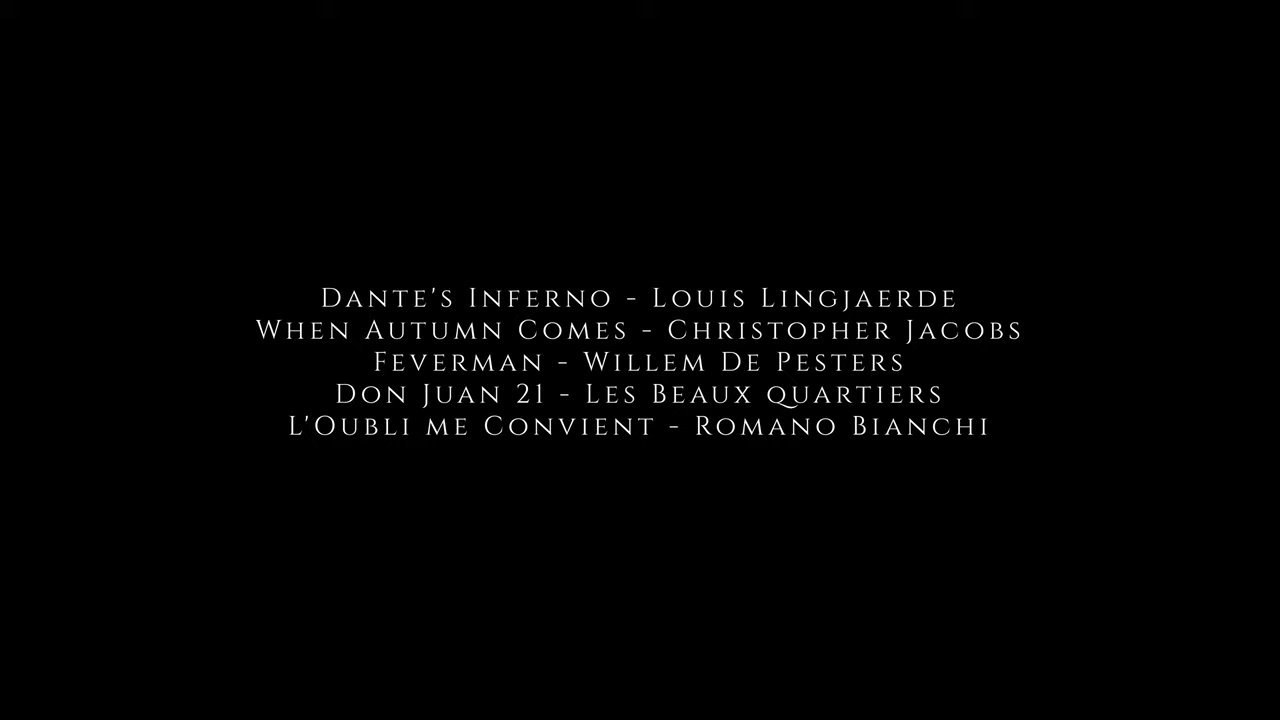 Dante's Inferno - Louis Lingjaerde
When Autumn Comes - Christopher Jacobs
Feverman - Willem De Pesters
Don Juan 21 - Les Beaux quartiers
L'Oubli me Convient - Romano Bianchi